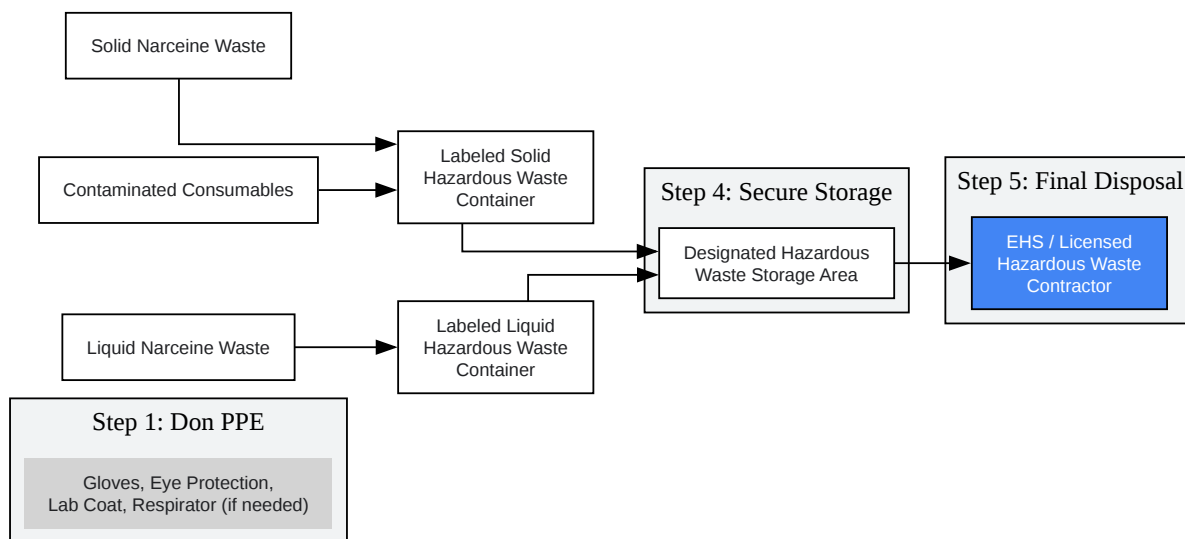 Solid Narceine Waste
Contaminated Consumables
Labeled Solid
Hazardous Waste
Container
Step 4: Secure Storage
Designated Hazardous
Waste Storage Area
Step 5: Final Disposal
EHS / Licensed
Hazardous Waste
Contractor
Liquid Narceine Waste
Labeled Liquid
Hazardous Waste
Container
Step 1: Don PPE
Gloves, Eye Protection,
Lab Coat, Respirator (if needed)